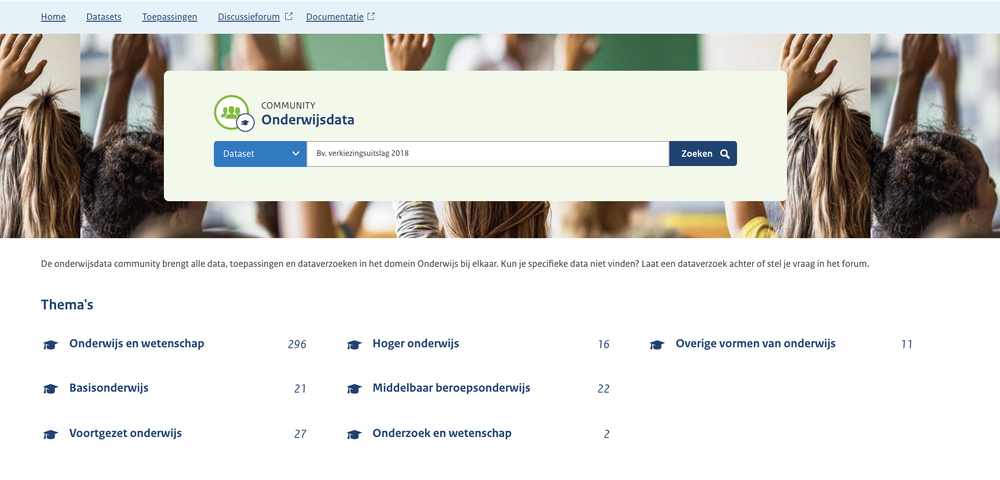 Home Datasets Toepassingen Discussieforum Documentatie
COMMUNITY
Onderwijsdata
Dataset Bv. verkiezingsuitslag 2018 Zoeken
De onderwijsdata community brengt alle data, toepassingen en dataverzoeken in het domein Onderwijs bij elkaar. Kun je specifieke data niet vinden? Laat een dataverzoek achter of stel je vraag in het forum.
Thema's
Onderwijs en wetenschap 296 Hoger onderwijs 16 Overige vormen van onderwijs 11
Basisonderwijs 21 Middelbaar beroepsonderwijs 22
Voortgezet onderwijs 27 Onderzoek en wetenschap 2